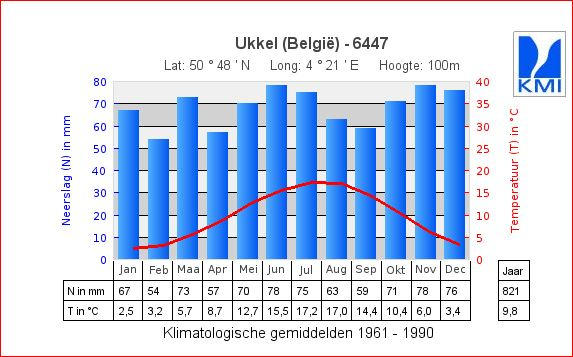 Ukkel (België) - 6447
Lat: 50 ° 48 ' N Long: 4 ° 21 ' E Hoogte: 100m
KMI
Neerslag (N) in mm
80
70
60
50
40
30
20
10
0
40
35
30
25
20
15
10
5
0
Temperatuur (T) in °C
Jan Feb Maa Apr Mei Jun Jul Aug Sep Okt Nov Dec Jaar
N in mm 67 54 73 57 70 78 75 63 59 71 78 76 821
T in °C 2,5 3,2 5,7 8,7 12,7 15,5 17,2 17,0 14,4 10,4 6,0 3,4 9,8
Klimatologische gemiddelden 1961 - 1990